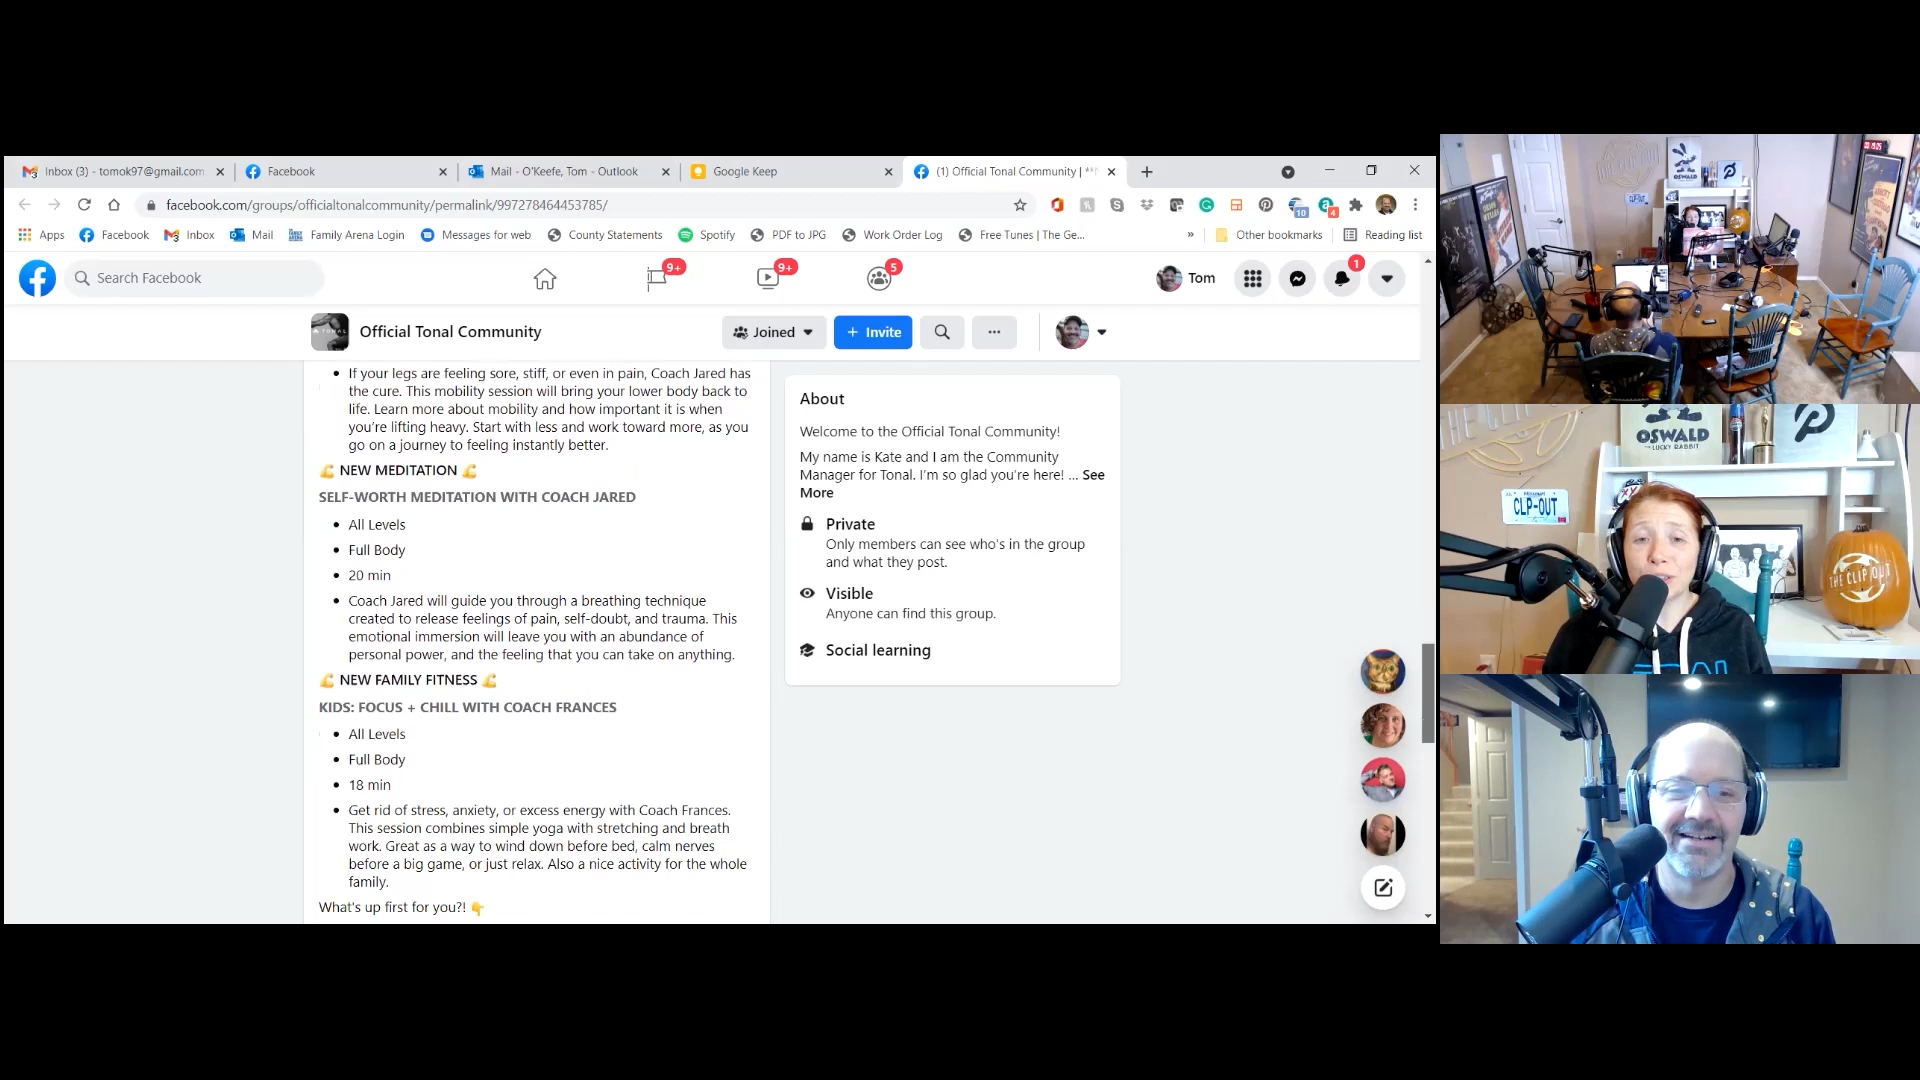 Inbox (3) - tomok97@gmail.com
Facebook
Mail - O'Keefe, Tom - Outlook
Google Keep
(1) Official Tonal Community |
facebook.com/groups/officialtonalcommunity/permalink/997278464453785/
10
4
Apps
Facebook
Inbox
Mail
Family Arena Login
Messages for web
County Statements
Spotify
PDF to JPG
Work Order Log
Free Tunes | The Ge...
»
Other bookmarks
Reading list
Search Facebook
9+
9+
5
Tom
1
Official Tonal Community
Joined
+ Invite
If your legs are feeling sore, stiff, or even in pain, Coach Jared has
the cure. This mobility session will bring your lower body back to
life. Learn more about mobility and how important it is when
you're lifting heavy. Start with less and work toward more, as you
go on a journey to feeling instantly better.
💪 NEW MEDITATION 💪
SELF-WORTH MEDITATION WITH COACH JARED
All Levels
Full Body
20 min
Coach Jared will guide you through a breathing technique
created to release feelings of pain, self-doubt, and trauma. This
emotional immersion will leave you with an abundance of
personal power, and the feeling that you can take on anything.
💪 NEW FAMILY FITNESS 💪
KIDS: FOCUS + CHILL WITH COACH FRANCES
All Levels
Full Body
18 min
Get rid of stress, anxiety, or excess energy with Coach Frances.
This session combines simple yoga with stretching and breath
work. Great as a way to wind down before bed, calm nerves
before a big game, or just relax. Also a nice activity for the whole
family.
What's up first for you?! 👇
About
Welcome to the Official Tonal Community!
My name is Kate and I am the Community
Manager for Tonal. I'm so glad you're here! ... See
More
Private
Only members can see who's in the group
and what they post.
Visible
Anyone can find this group.
Social learning
OSWALD
OSWALD
THE LUCKY RABBIT
CLP-OUT
THE CLIP OUT